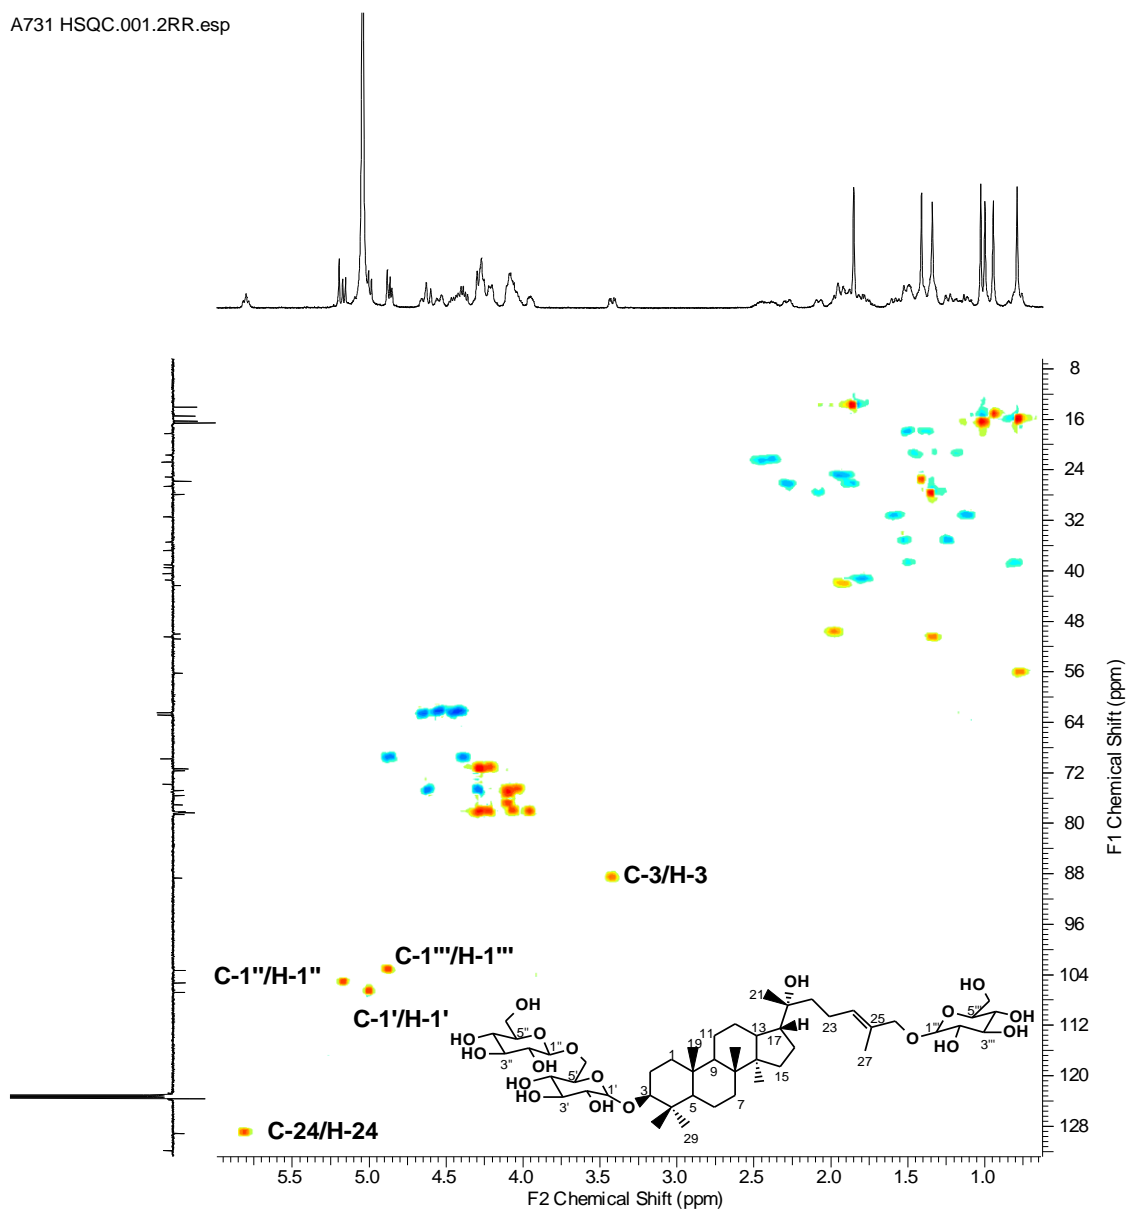 A731 HSQC.001.2RR.esp
8
16
24
32
40
48
56
64
72
80
88
96
104
112
120
128
F1 Chemical Shift (ppm)
C-3/H-3
C-1'''/H-1'''
C-1''/H-1''
C-1'/H-1'
C-24/H-24
OH
HO
HO
5''
O
1''
O
3''
OH
HO
HO
5'
O
1'
3'
OH
O
3
1
19
5
29
7
9
11
13
15
17
H
21
OH
23
25
27
O
1'''
HO
5'''
O
OH
OH
3'''
HO
5.5 5.0 4.5 4.0 3.5 3.0 2.5 2.0 1.5 1.0
F2 Chemical Shift (ppm)